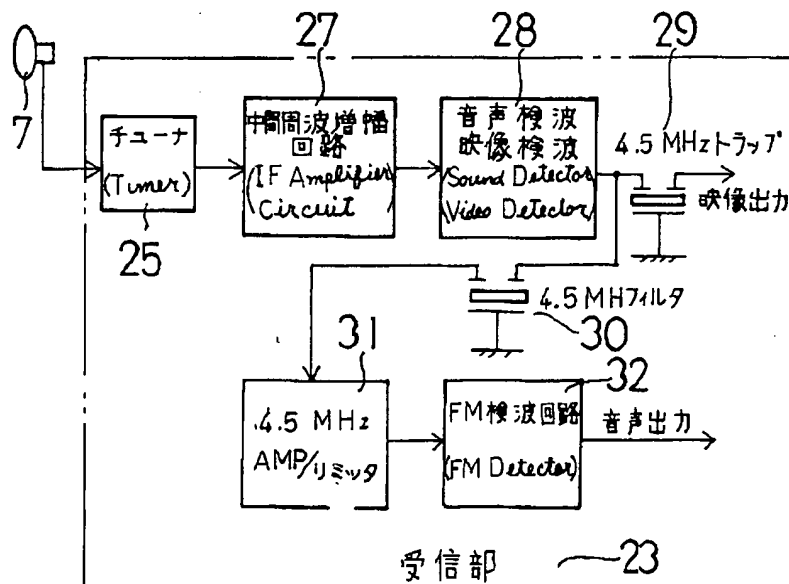 27
28
29
7
チューナ
(Timer)
25
中間周波増幅
回路
(IF Amplifier
Circuit)
音声検波
映像検波
(Sound Detector
Video Detector)
4.5 MHzトラップ
映像出力
4.5 MHフィルタ
30
31
4.5 MHz
AMP/リミッタ
32
FM検波回路
(FM Detector)
音声出力
受信部
23